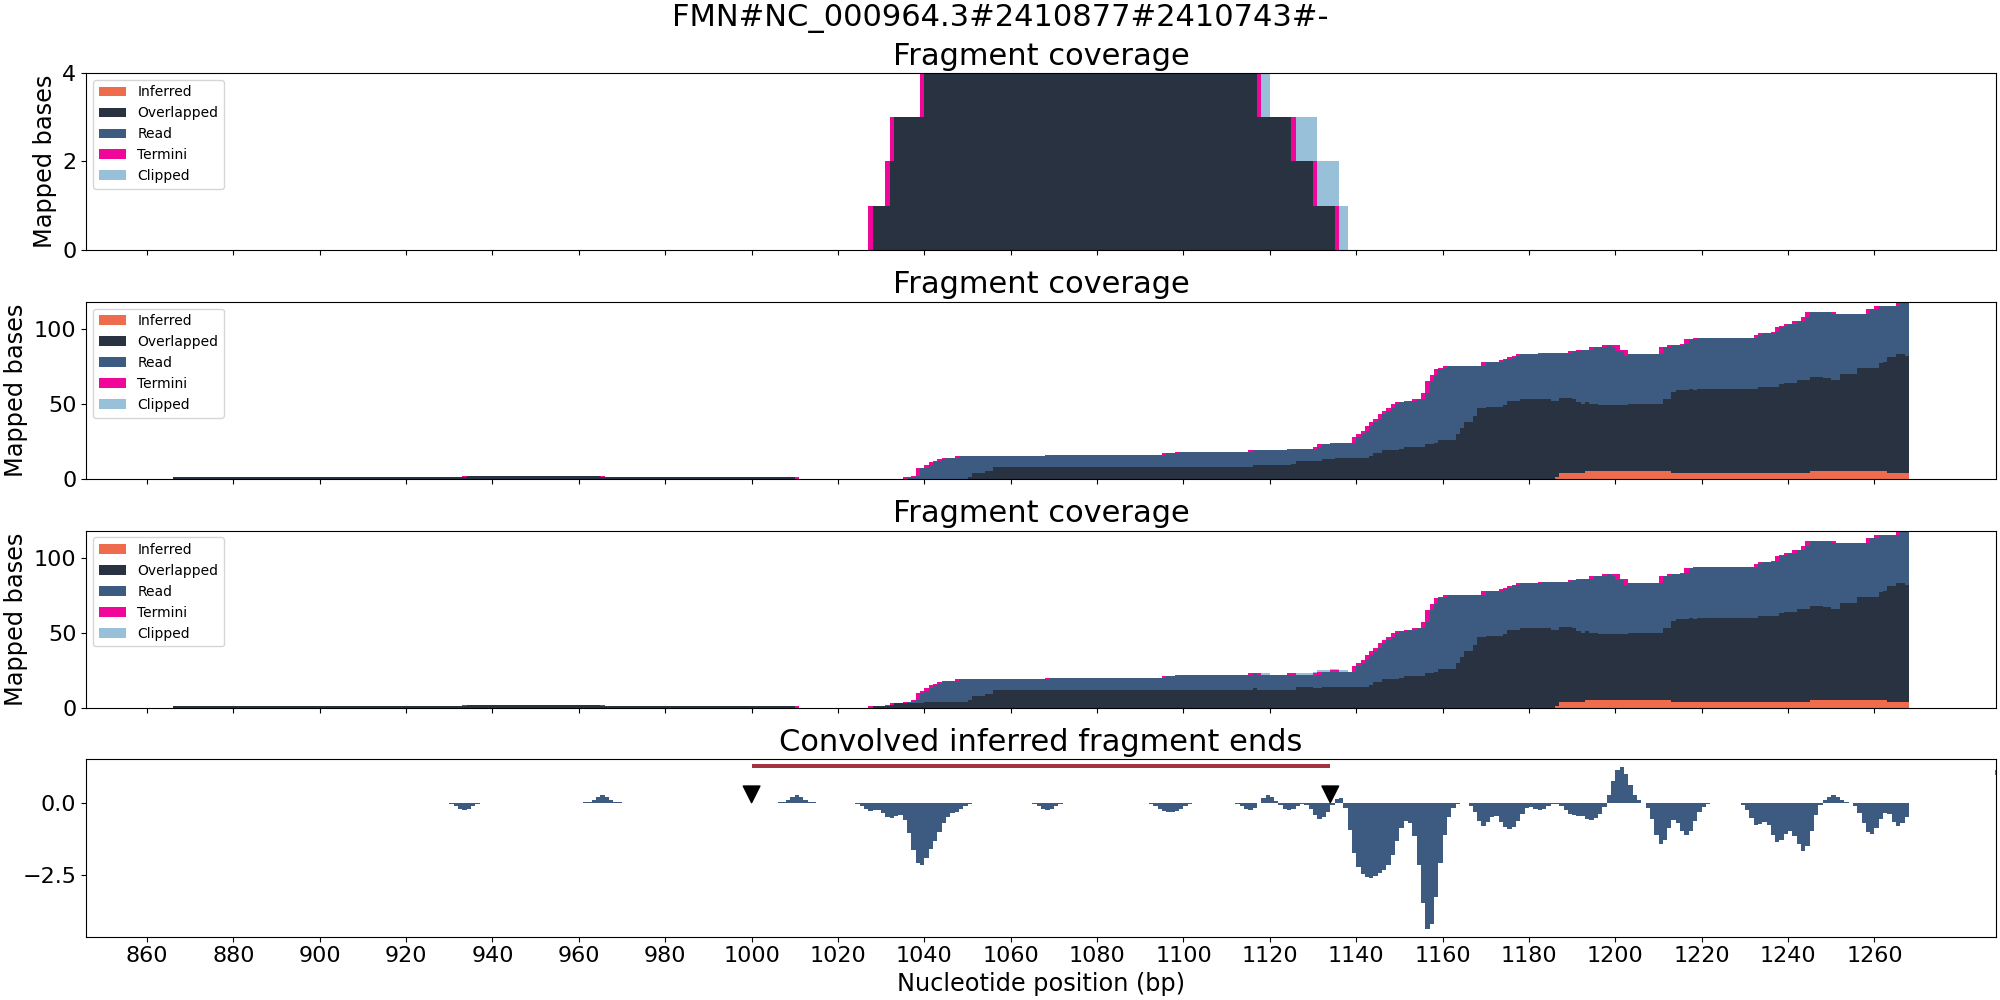 FMN#NC_000964.3#2410877#2410743#-
Fragment coverage
Mapped bases
4
2
0
Inferred
Overlapped
Read
Termini
Clipped
Fragment coverage
Mapped bases
100
50
0
Inferred
Overlapped
Read
Termini
Clipped
Fragment coverage
Mapped bases
100
50
0
Inferred
Overlapped
Read
Termini
Clipped
Convolved inferred fragment ends
0.0
−2.5
860 880 900 920 940 960 980 1000 1020 1040 1060 1080 1100 1120 1140 1160 1180 1200 1220 1240 1260
Nucleotide position (bp)